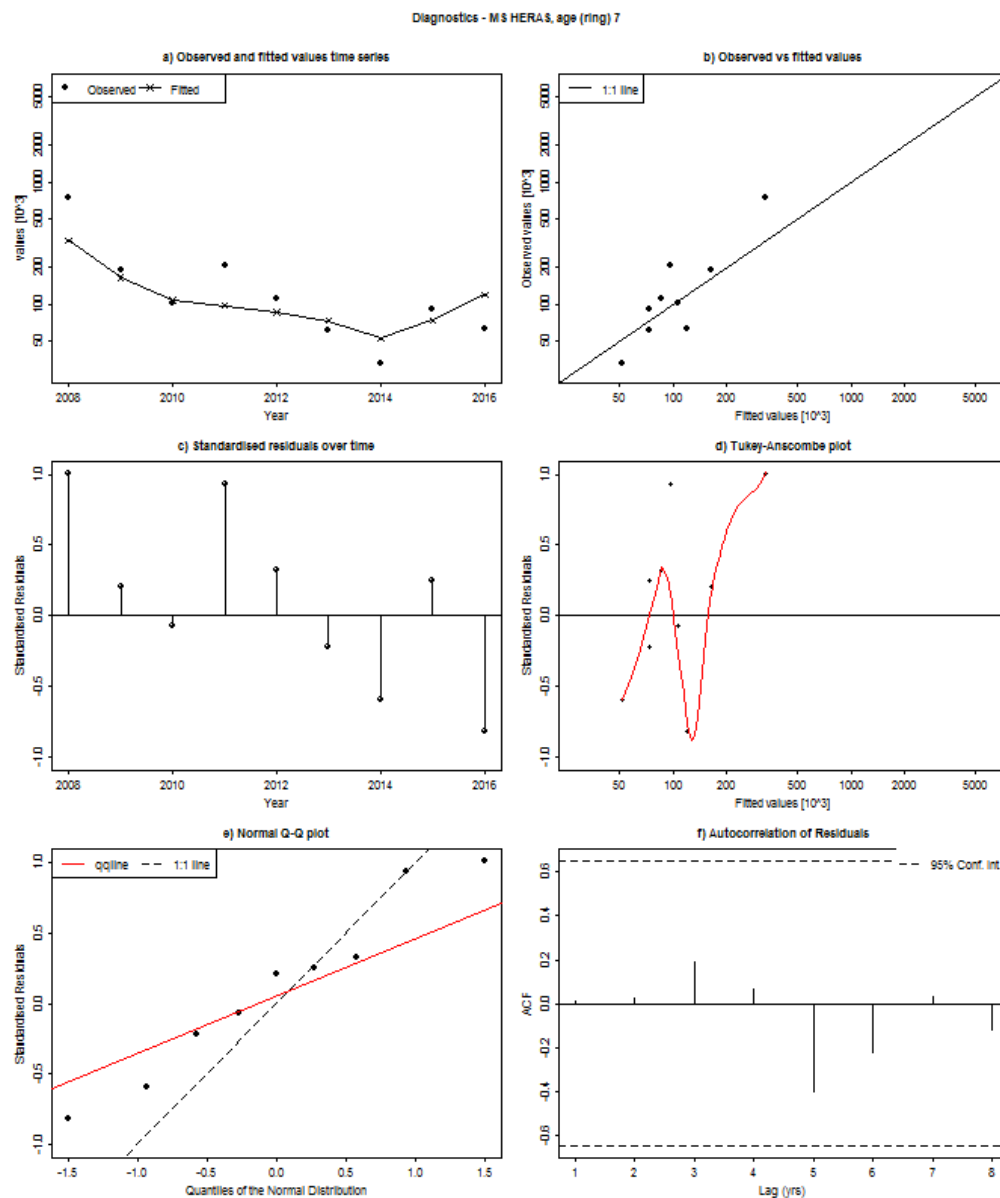 Diagnostics - MS HERAS, age (ring) 7
a) Observed and fitted values time series
Observed Fitted
values [10^3]
5000
2000
1000
500
200
100
50
2008 2010 2012 2014 2016
Year
b) Observed vs fitted values
1:1 line
Observed values [10^3]
5000
2000
1000
500
200
100
50
50 100 500 1000 2000 5000
Fitted values [10^3]
c) Standardised residuals over time
Standardised Residuals
1.0
0.5
0.0
-0.5
-1.0
2008 2010 2012 2014 2016
Year
d) Tukey-Anscombe plot
Standardised Residuals
1.0
0.5
0.0
-0.5
-1.0
50 100 500 1000 2000 5000
Fitted values [10^3]
e) Normal Q-Q plot
qqline 1:1 line
Standardised Residuals
1.0
0.5
0.0
-0.5
-1.0
-1.5 -1.0 -0.5 0.0 0.5 1.0 1.5
Quantiles of the Normal Distribution
f) Autocorrelation of Residuals
95% Conf. Int
ACF
0.6
0.2
0.0
-0.2
-0.4
-0.6
1 2 3 4 5 6 7 8
Lag (yrs)